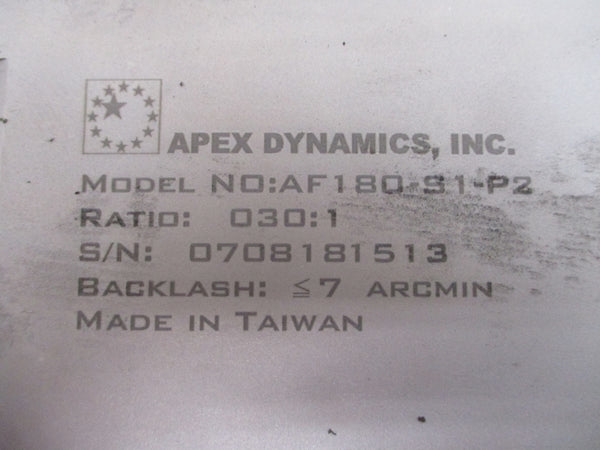 APEX DYNAMICS, INC.
MODEL NO:AF180-S1-P2
RATIO: 030:1
S/N: 0708181513
BACKLASH: ≦7 ARCMIN
MADE IN TAIWAN